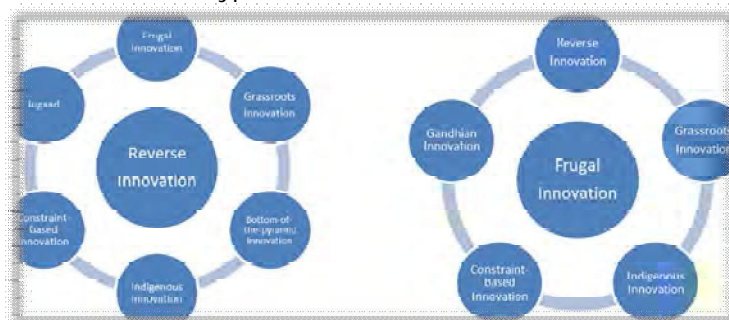 Frugal
Innovation
Grassroots
Innovation
Bottom-of-
the-pyramid
Innovation
Indigenous
Innovation
Constraint-
based
Innovation
Reverse
Innovation
Reverse
Innovation
Grassroots
Innovation
Indigenous
Innovation
Constraint-
based
Innovation
Gandhian
Innovation
Frugal
Innovation